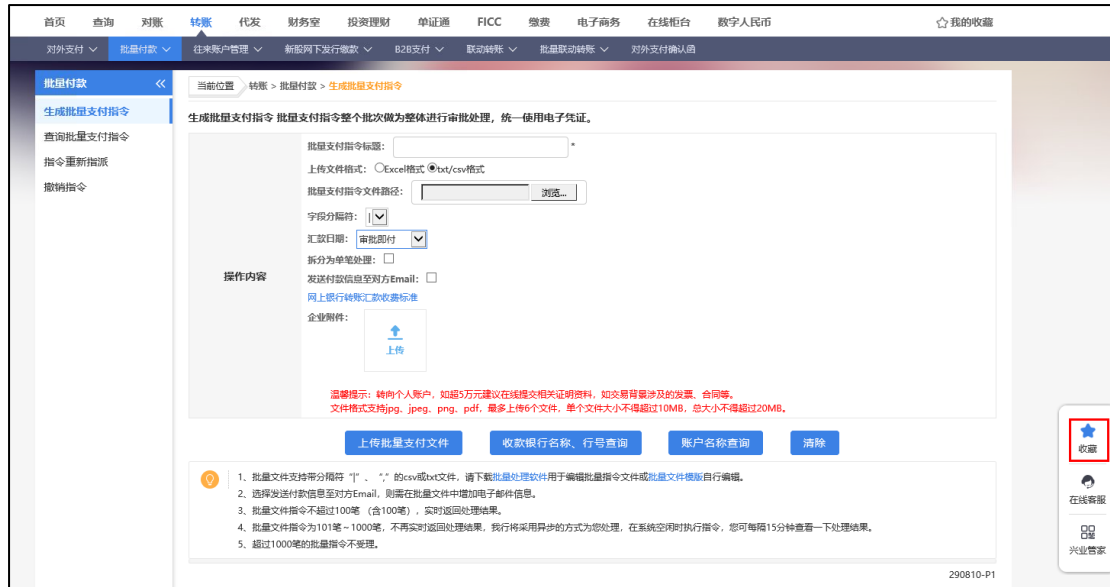 首页 查询 对账 转账 代发 财务室 投资理财 单证通 FICC 缴费 电子商务 在线柜台 数字人民币 我的收藏
对外支付 批量付款 往来账户管理 新股网下发行缴款 B2B支付 联动转账 批量联动转账 对外支付确认函
批量付款
生成批量支付指令
查询批量支付指令
指令重新指派
撤销指令
当前位置 转账 > 批量付款 > 生成批量支付指令
生成批量支付指令 批量支付指令整个批次做为整体进行审批处理，统一使用电子凭证。
操作内容
批量支付指令标题： *
上传文件格式： Excel格式 txt/csv格式
批量支付指令文件路径： 浏览...
字段分隔符： |
汇款日期： 审批即付
拆分为单笔处理：
发送付款信息至对方Email：
网上银行转账汇款收费标准
企业附件：
上传
温馨提示：转向个人账户，如超5万元建议在线提交相关证明资料，如交易背景涉及的发票、合同等。
文件格式支持jpg、jpeg、png、pdf，最多上传6个文件，单个文件大小不得超过10MB，总大小不得超过20MB。
上传批量支付文件 收款银行名称、行号查询 账户名称查询 清除
1、批量文件支持带分隔符 "|" 、 "," 的csv或txt文件，请下载批量处理软件用于编辑批量指令文件或批量文件模版自行编辑。
2、选择发送付款信息至对方Email，则需在批量文件中增加电子邮件信息。
3、批量文件指令不超过100笔 （含100笔），实时返回处理结果。
4、批量文件指令为101笔~1000笔，不再实时返回处理结果，我行将采用异步的方式为您处理，在系统空闲时执行指令，您可每隔15分钟查看一下处理结果。
5、超过1000笔的批量指令不受理。
290810-P1
收藏
在线客服
兴业管家